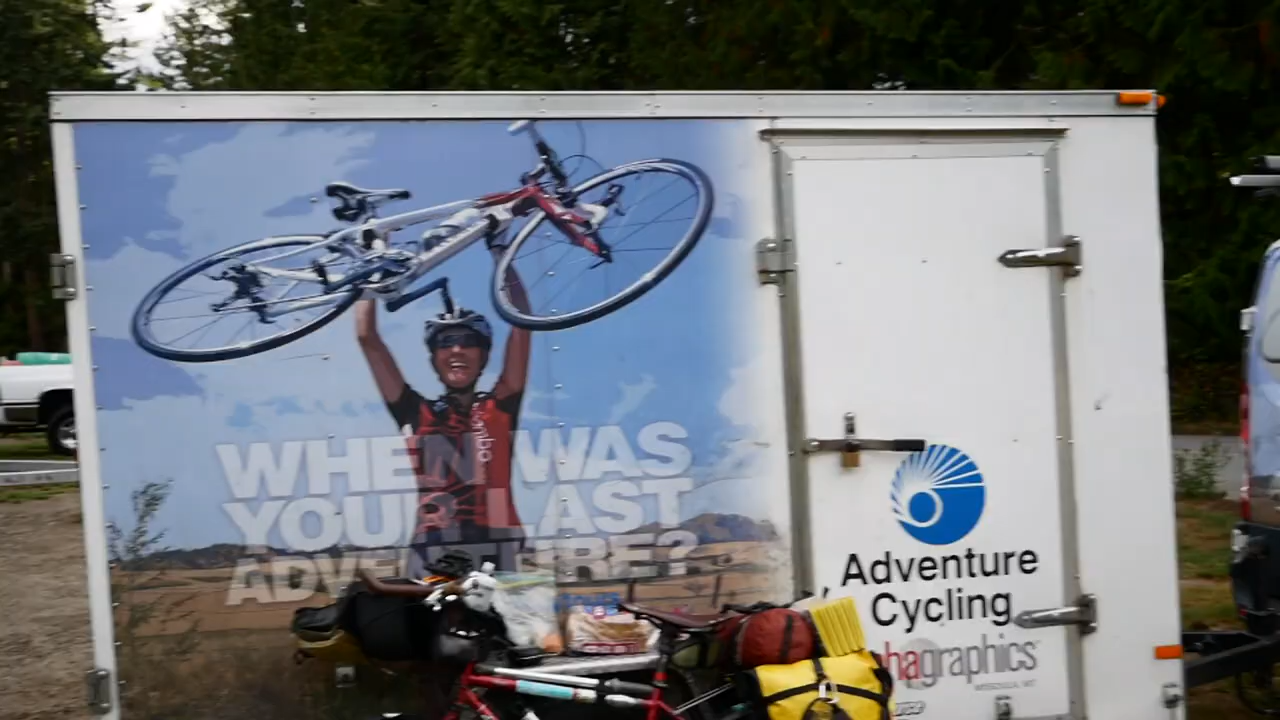 WHEN WAS
YOUR LAST
ADVENTURE?
Adventure
Cycling
hagraphics